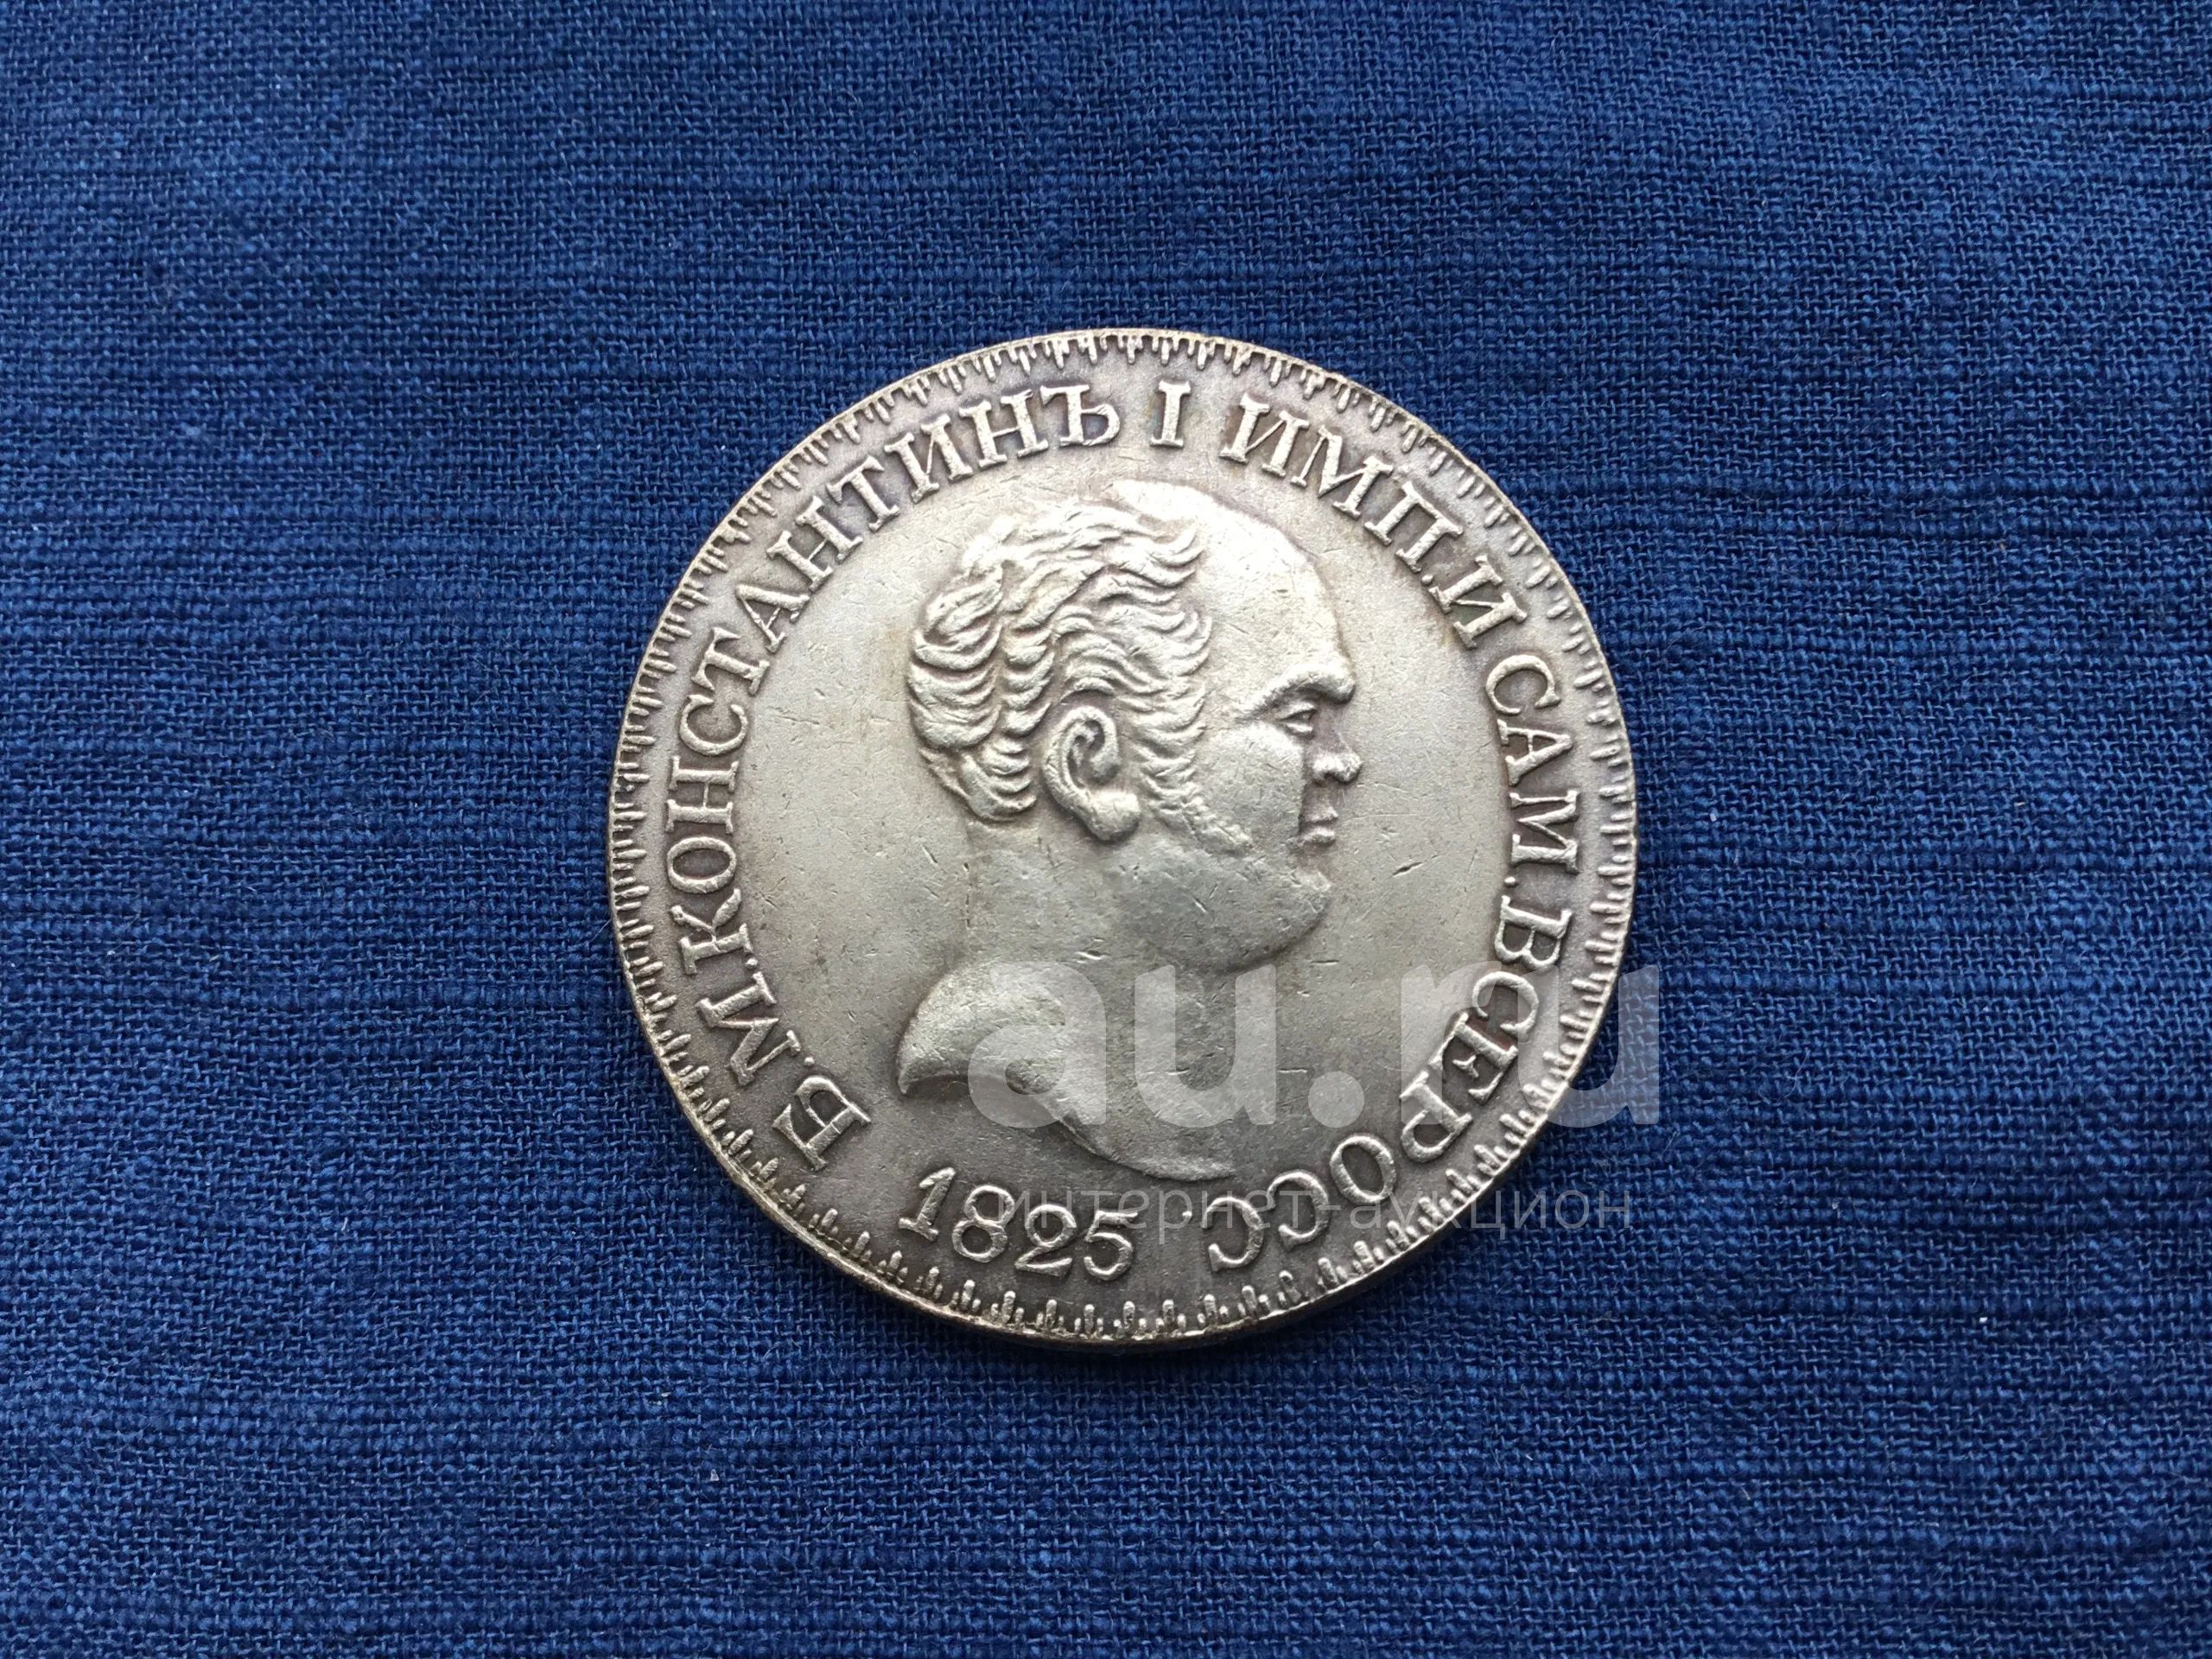 Б.М.КОНСТАНТИНЪ I ИМП.И САМ.ВСЕРОСС.
1825
au.ru
интернет-аукцион